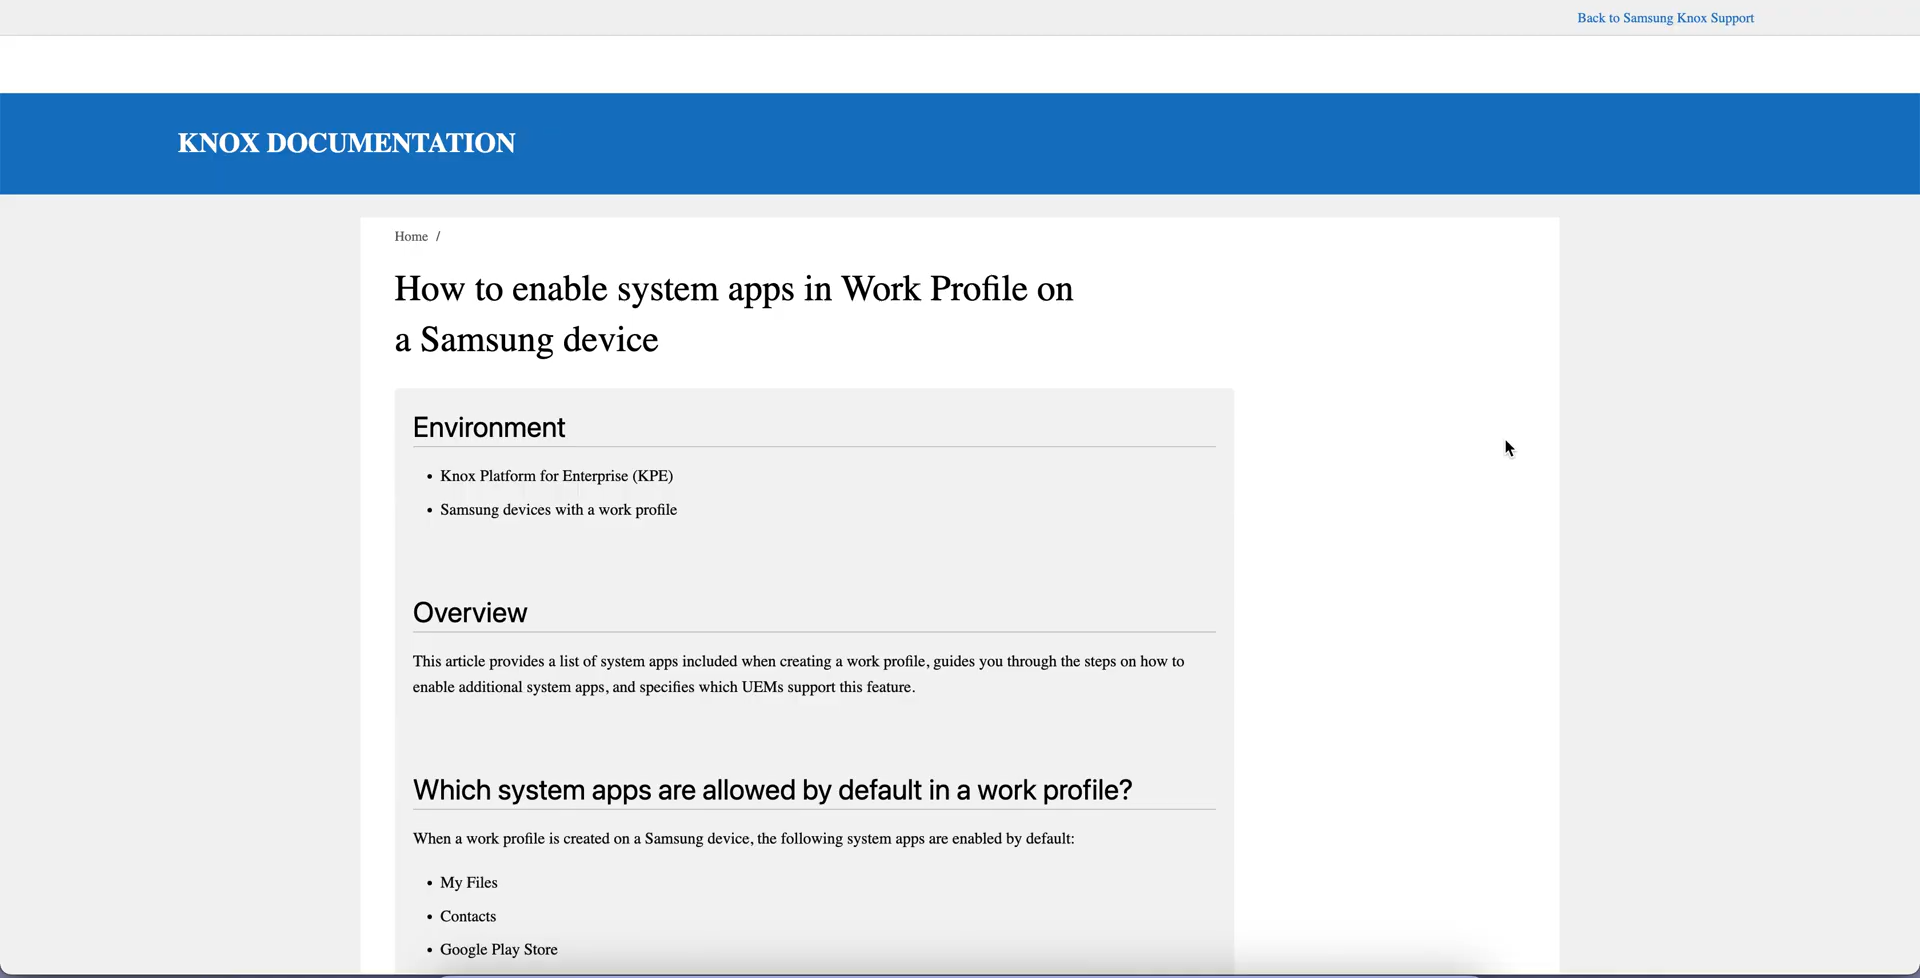 Back to Samsung Knox Support
KNOX DOCUMENTATION
Home /
How to enable system apps in Work Profile on
a Samsung device
Environment
• Knox Platform for Enterprise (KPE)
• Samsung devices with a work profile
Overview
This article provides a list of system apps included when creating a work profile, guides you through the steps on how to
enable additional system apps, and specifies which UEMs support this feature.
Which system apps are allowed by default in a work profile?
When a work profile is created on a Samsung device, the following system apps are enabled by default:
• My Files
• Contacts
• Google Play Store